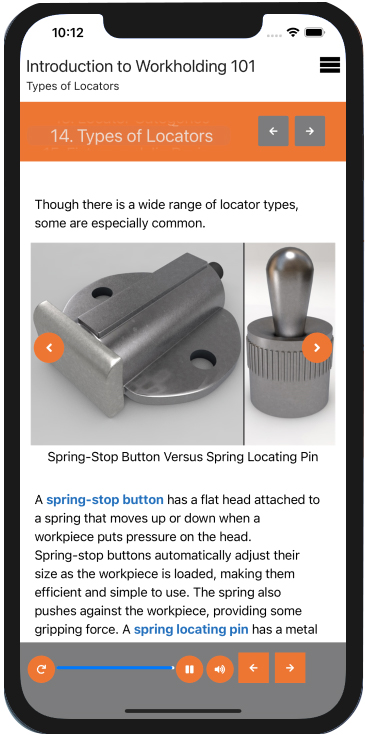 10:12
Introduction to Workholding 101
Types of Locators
14. Types of Locators
Though there is a wide range of locator types,
some are especially common.
Spring-Stop Button Versus Spring Locating Pin
A spring-stop button has a flat head attached to
a spring that moves up or down when a
workpiece puts pressure on the head.
Spring-stop buttons automatically adjust their
size as the workpiece is loaded, making them
efficient and simple to use. The spring also
pushes against the workpiece, providing some
gripping force. A spring locating pin has a metal